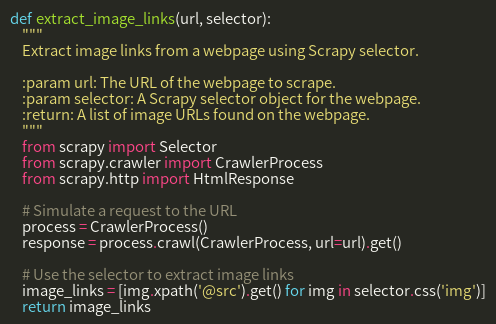 def extract_image_links(url, selector):
    """
    Extract image links from a webpage using Scrapy selector.

    :param url: The URL of the webpage to scrape.
    :param selector: A Scrapy selector object for the webpage.
    :return: A list of image URLs found on the webpage.
    """
    from scrapy import Selector
    from scrapy.crawler import CrawlerProcess
    from scrapy.http import HtmlResponse

    # Simulate a request to the URL
    process = CrawlerProcess()
    response = process.crawl(CrawlerProcess, url=url).get()

    # Use the selector to extract image links
    image_links = [img.xpath('@src').get() for img in selector.css('img')]
    return image_links